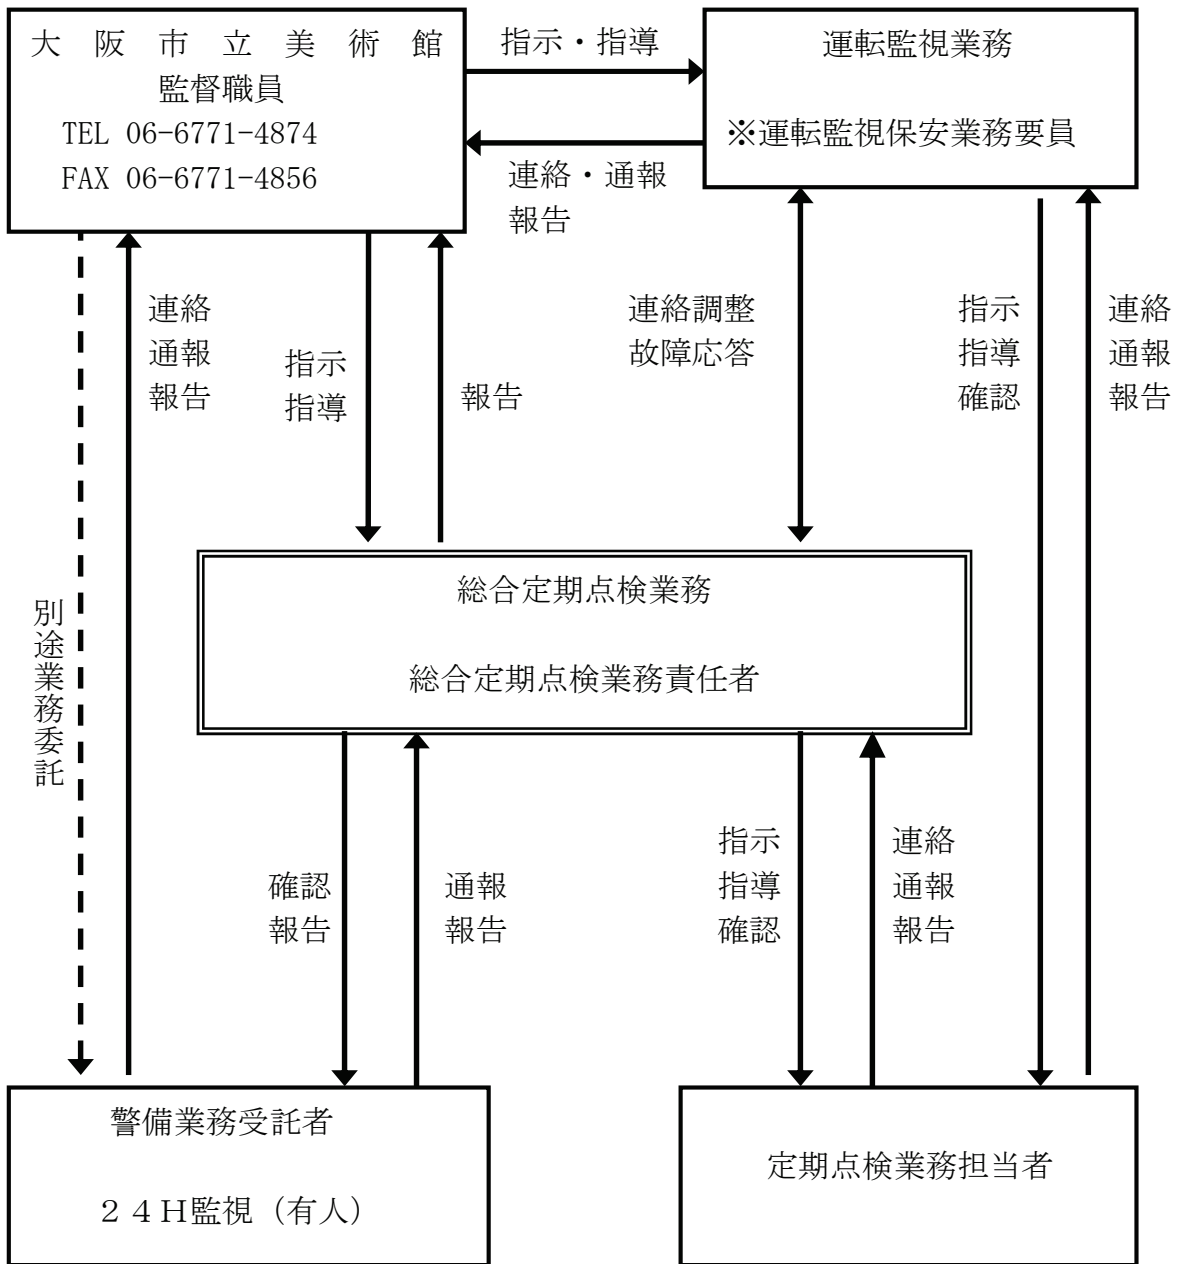 大阪市立美術館
監督職員
TEL 06-6771-4874
FAX 06-6771-4856
指示・指導
連絡・通報
報告
運転監視業務
※運転監視保安業務要員
連絡
通報
報告
指示
指導
報告
連絡調整
故障応答
指示
指導
確認
連絡
通報
報告
総合定期点検業務
総合定期点検業務責任者
別途業務委託
確認
報告
通報
報告
指示
指導
確認
連絡
通報
報告
警備業務受託者
２４Ｈ監視（有人）
定期点検業務担当者